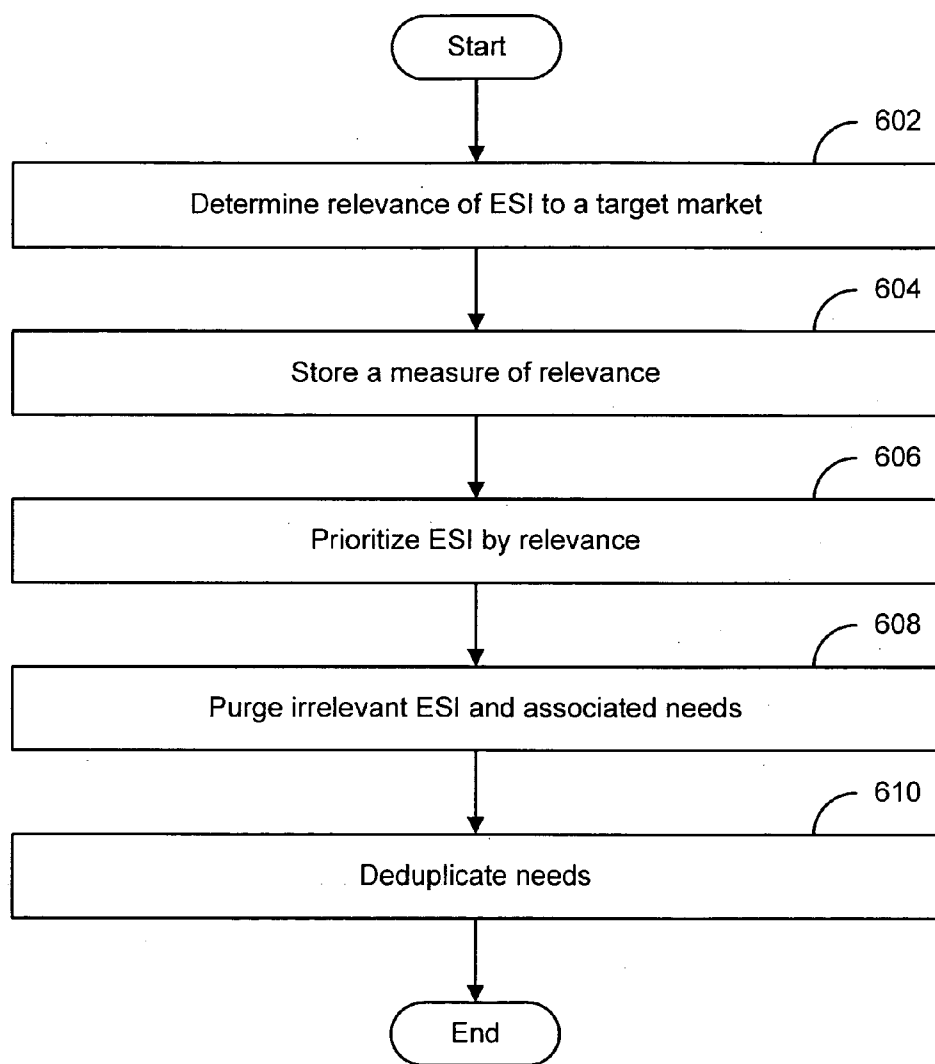 Start
602
Determine relevance of ESI to a target market
604
Store a measure of relevance
606
Prioritize ESI by relevance
608
Purge irrelevant ESI and associated needs
610
Deduplicate needs
End